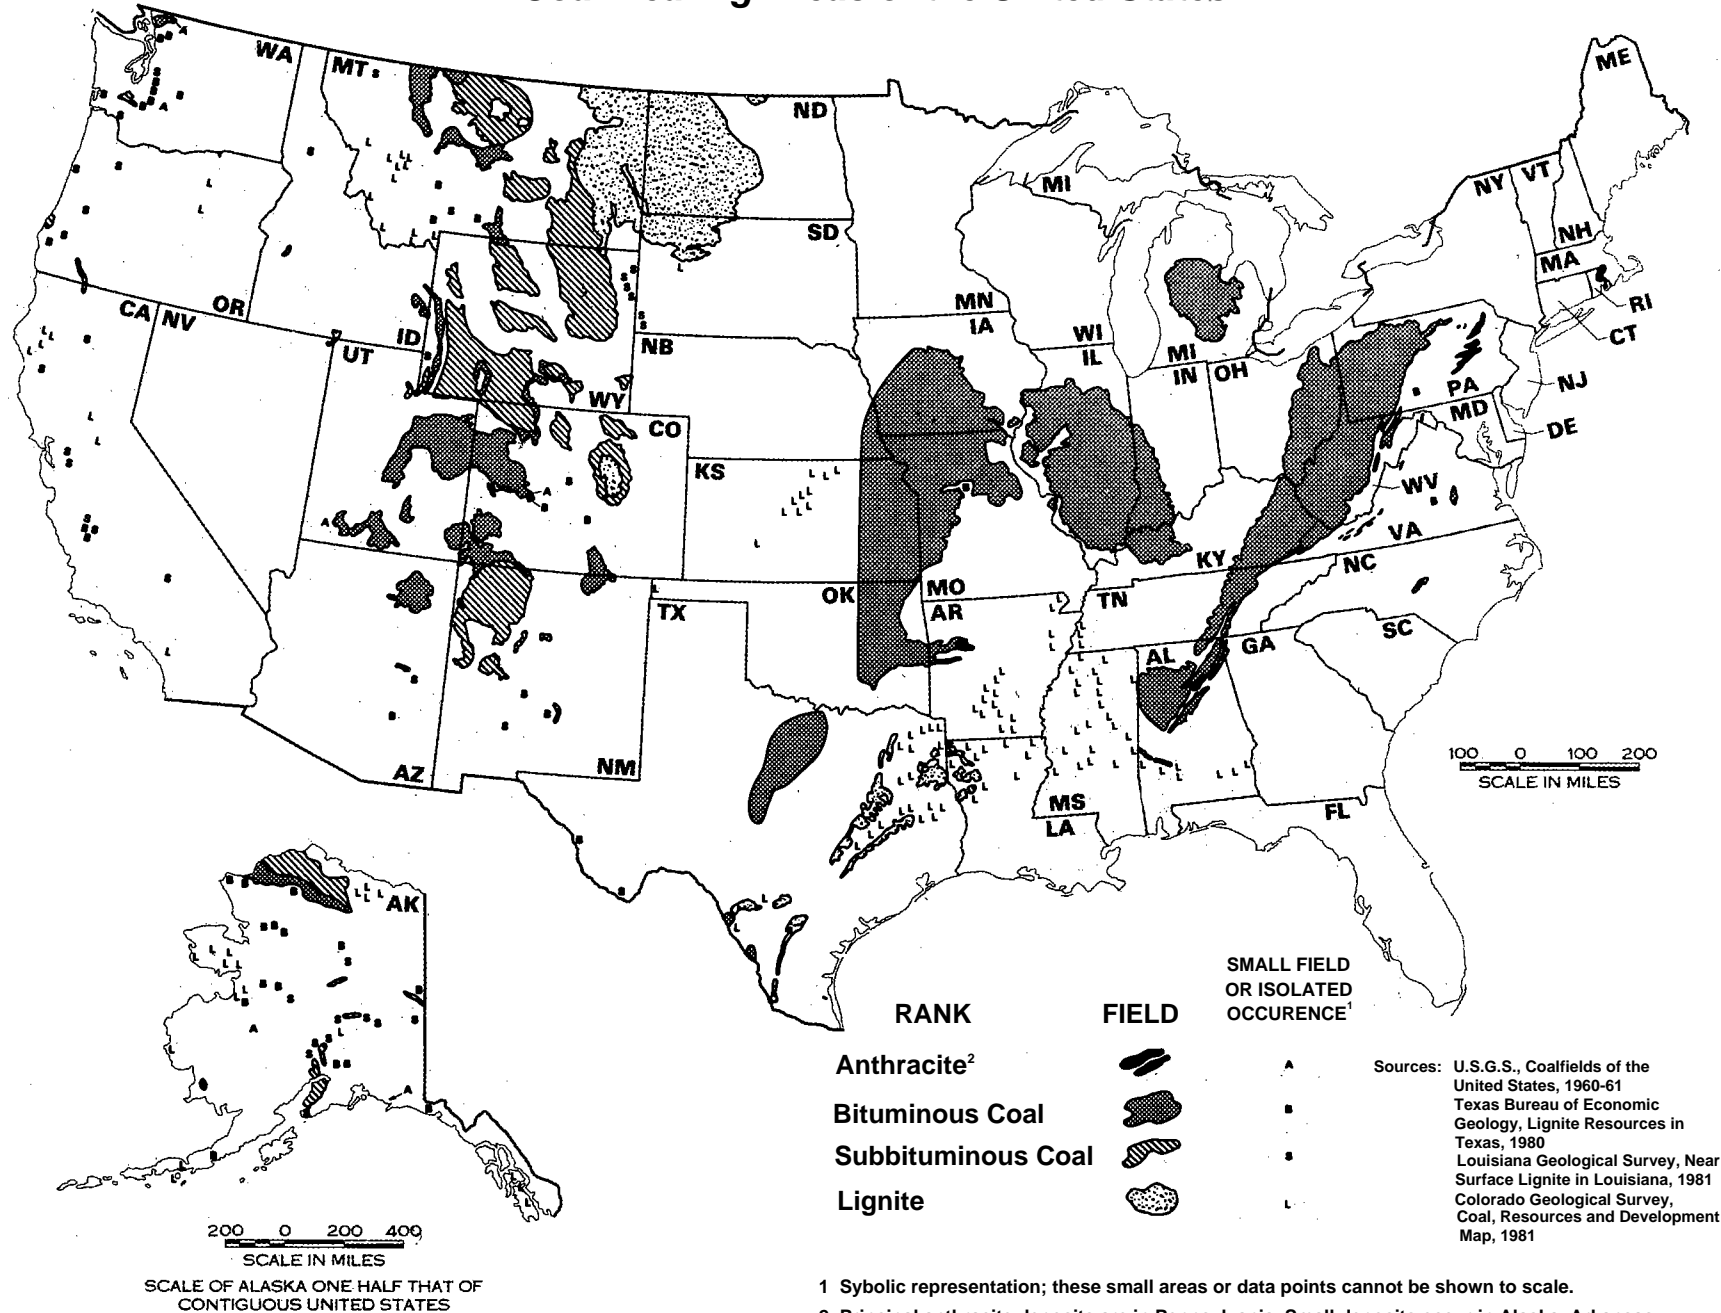 WA
MT
ND
ME
MI
NY
VT
SD
NH
MA
OR
CA
NV
ID
MN
IA
WI
IL
RI
CT
UT
NB
MI
IN
OH
WY
PA
NJ
CO
MD
DE
KS
WV
VA
KY
NC
OK
MO
TX
AR
TN
SC
AL
GA
AZ
NM
MS
LA
FL
100 0 100 200
SCALE IN MILES
AK
200 0 200 400
SCALE IN MILES
SCALE OF ALASKA ONE HALF THAT OF
CONTIGUOUS UNITED STATES
RANK
FIELD
SMALL FIELD
OR ISOLATED
OCCURENCE1
Anthracite2
A
Bituminous Coal
B
Subbituminous Coal
S
Lignite
L
Sources: U.S.G.S., Coalfields of the
United States, 1960-61
Texas Bureau of Economic
Geology, Lignite Resources in
Texas, 1980
Louisiana Geological Survey, Near
Surface Lignite in Louisiana, 1981
Colorado Geological Survey,
Coal, Resources and Development
Map, 1981
1 Sybolic representation; these small areas or data points cannot be shown to scale.